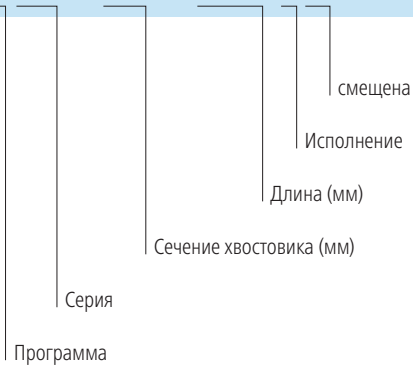 смещена
Исполнение
Длина (мм)
Сечение хвостовика (мм)
Серия
Программа